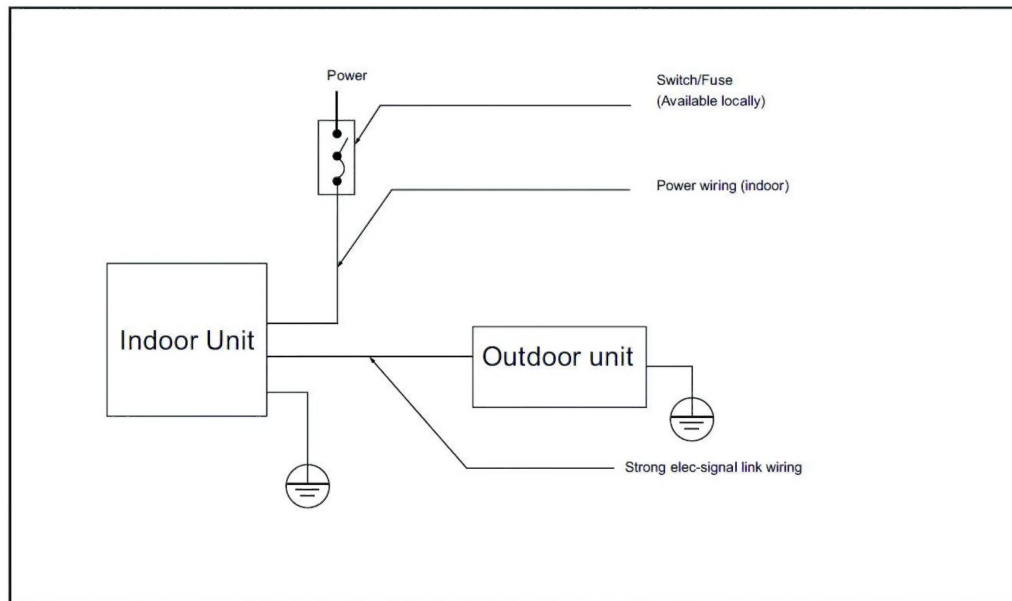 Power
Switch/Fuse
(Available locally)
Power wiring (indoor)
Indoor Unit
Outdoor unit
Strong elec-signal link wiring